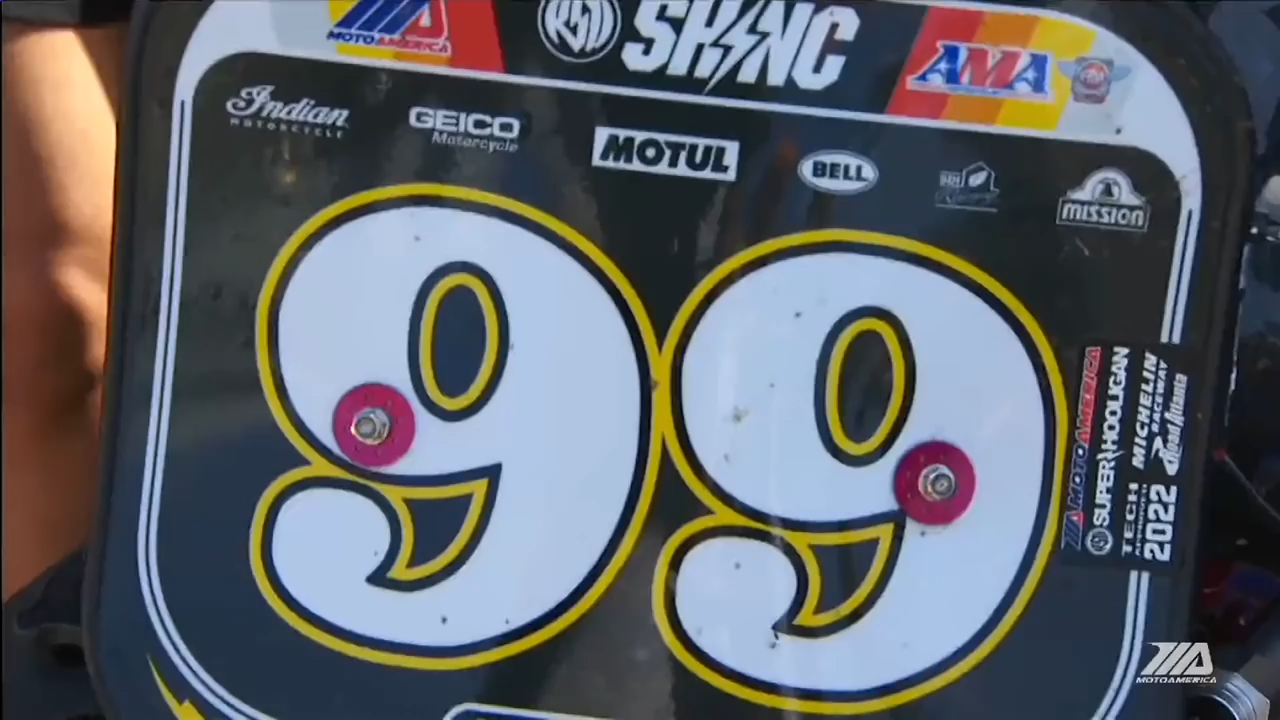 MOTOAMERICA
RSD
SHNC
AMA
Indian
MOTORCYCLE
GEICO
Motorcycle
MOTUL
BELL
MISSION
99
MOTOAMERICA
SUPER HOOLIGAN
TECH
APPROVED
2022
MICHELIN
RACEWAY
Road Atlanta
MOTOAMERICA